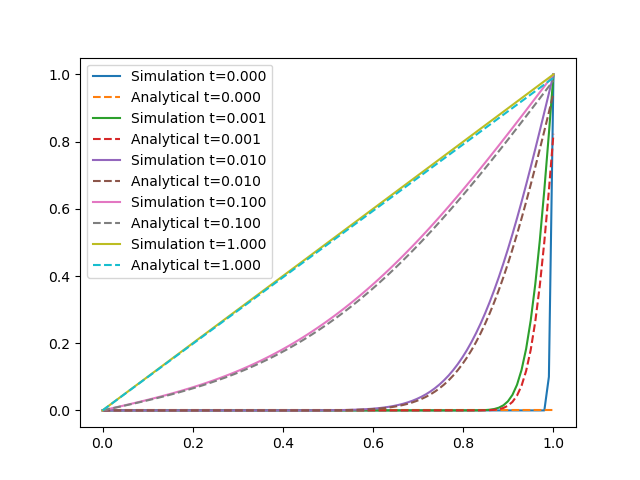 1.0
0.8
0.6
0.4
0.2
0.0
Simulation t=0.000
Analytical t=0.000
Simulation t=0.001
Analytical t=0.001
Simulation t=0.010
Analytical t=0.010
Simulation t=0.100
Analytical t=0.100
Simulation t=1.000
Analytical t=1.000
0.0 0.2 0.4 0.6 0.8 1.0